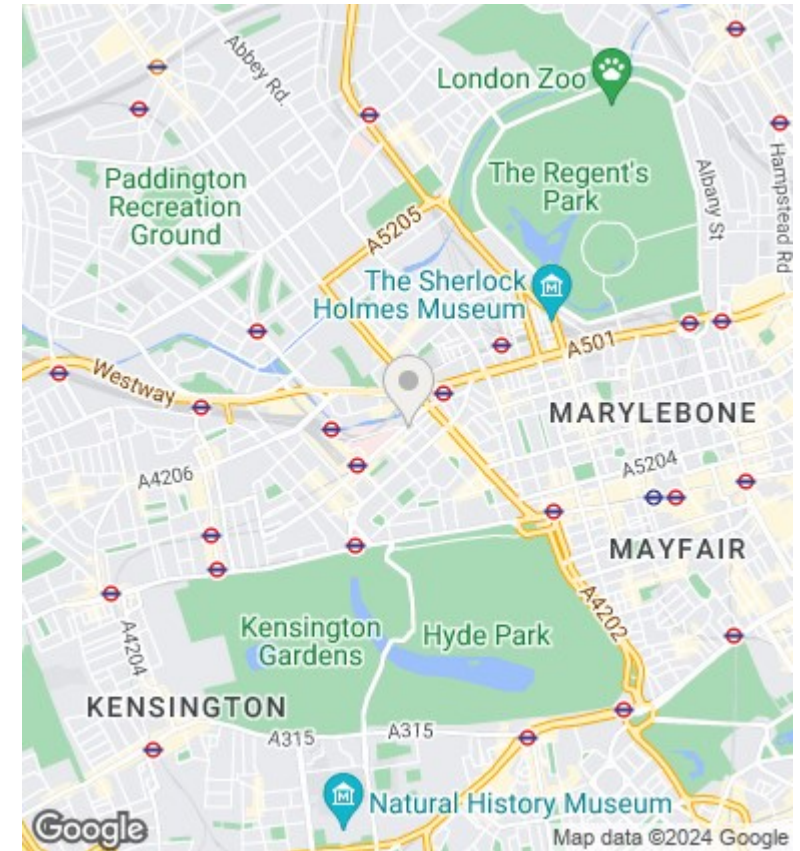 Abbey Rd.
London Zoo
Paddington
Recreation
Ground
The Regent's
Park
Albany St
Hampstead Rd
A5205
The Sherlock
Holmes Museum
A501
Westway
MARYLEBONE
A4206
A5204
MAYFAIR
A4202
Kensington
Gardens
Hyde Park
A4204
KENSINGTON
A315
A315
Natural History Museum
Google
Map data ©2024 Google